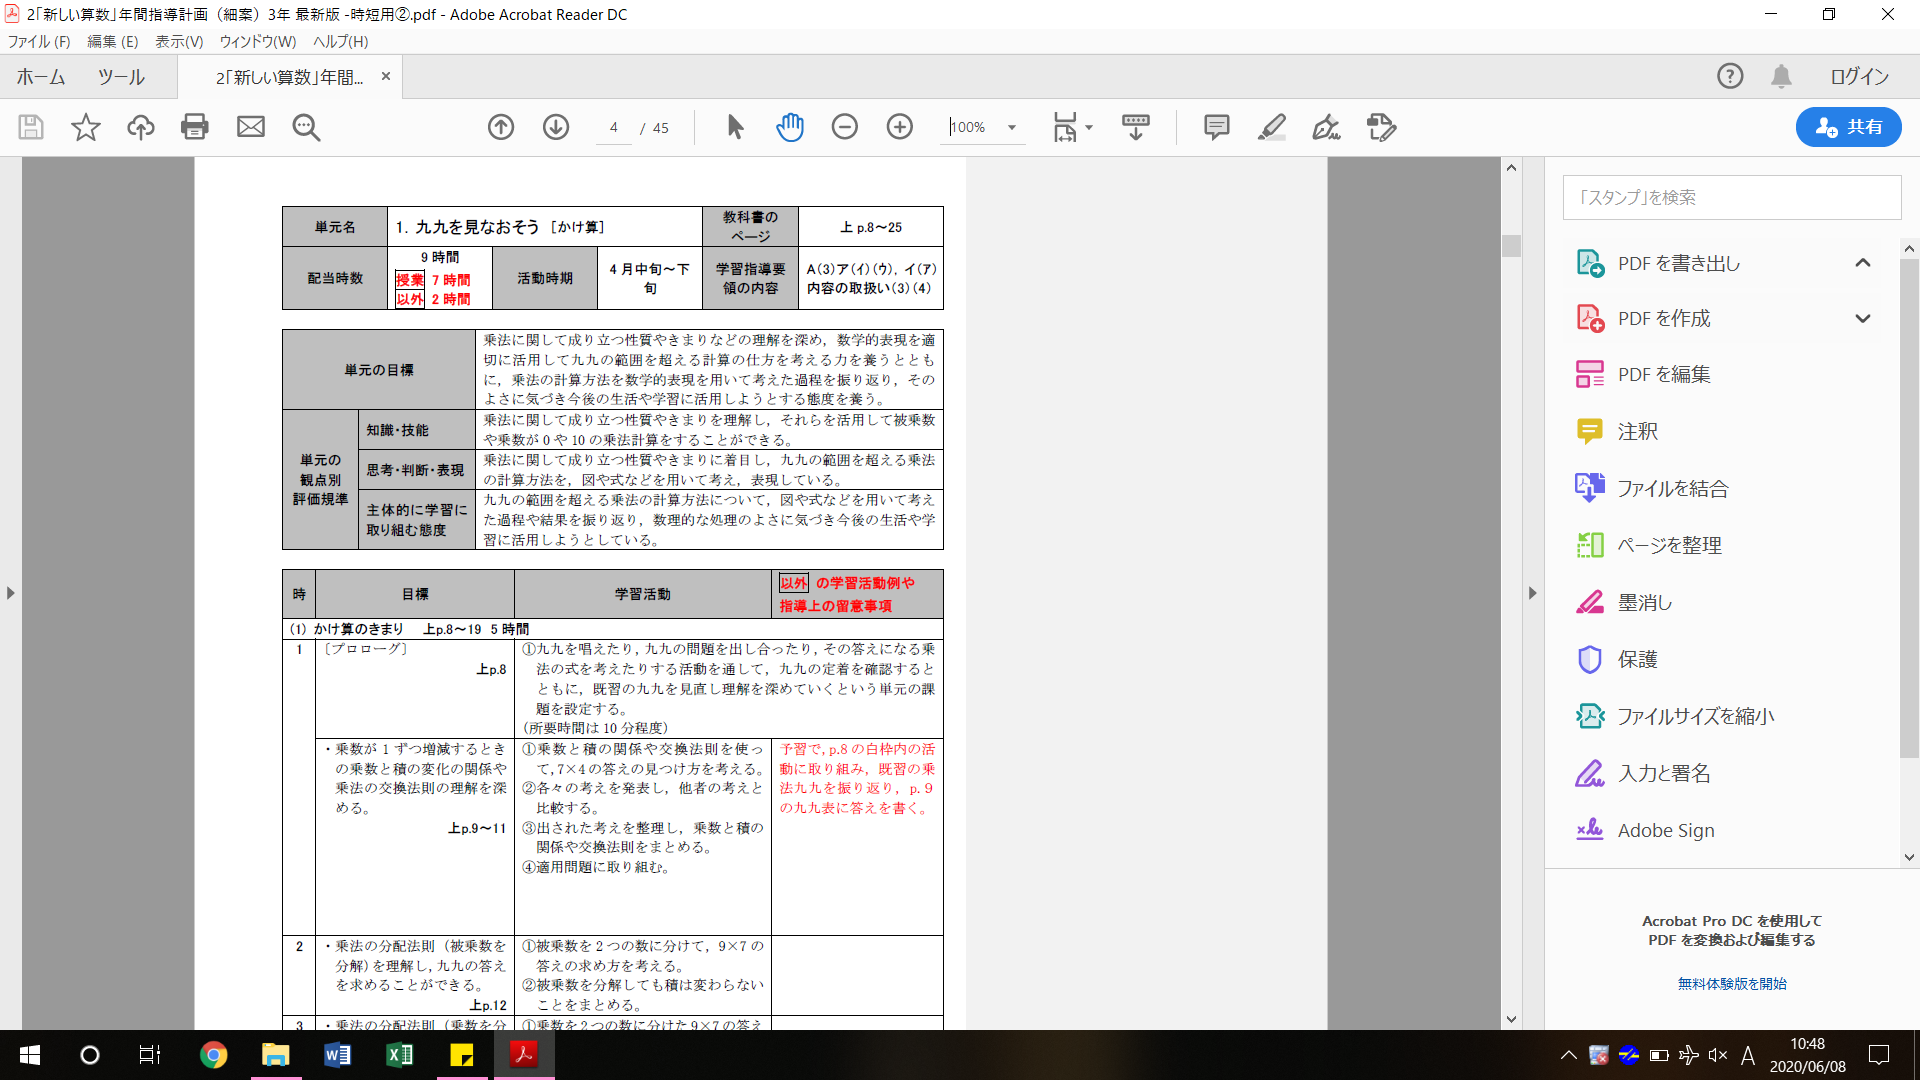 2「新しい算数」年間指導計画（細案）3年 最新版 -時短用②.pdf - Adobe Acrobat Reader DC
ファイル(F) 編集(E) 表示(V) ウィンドウ(W) ヘルプ(H)
ホーム ツール 2「新しい算数」年間... × ログイン
4 / 45 100% 共有
単元名 1. 九九を見なおそう ［かけ算］ 教科書の
ページ 上 p.8～25
配当時数 9 時間
授業 7 時間
以外 2 時間
活動時期 4 月中旬～下
旬
学習指導要
領の内容
A(3)ア(イ)(ウ)，イ(ア)
内容の取扱い(3)(4)
単元の目標
乗法に関して成り立つ性質やきまりなどの理解を深め，数学的表現を適
切に活用して九九の範囲を超える計算の仕方を考える力を養うととも
に，乗法の計算方法を数学的表現を用いて考えた過程を振り返り，その
よさに気づき今後の生活や学習に活用しようとする態度を養う。
単元の
観点別
評価規準
知識・技能
乗法に関して成り立つ性質やきまりを理解し，それらを活用して被乗数
や乗数が 0 や 10 の乗法計算をすることができる。
思考・判断・表現
乗法に関して成り立つ性質やきまりに着目し，九九の範囲を超える乗法
の計算方法を，図や式などを用いて考え，表現している。
主体的に学習に
取り組む態度
九九の範囲を超える乗法の計算方法について，図や式などを用いて考え
た過程や結果を振り返り，数理的な処理のよさに気づき今後の生活や学
習に活用しようとしている。
時 目標 学習活動 以外 の学習活動例や
指導上の留意事項
(1) かけ算のきまり 上p.8～19 5 時間
1 〔プロローグ〕
上p.8
①九九を唱えたり，九九の問題を出し合ったり，その答えになる乗
法の式を考えたりする活動を通して，九九の定着を確認すると
ともに，既習の九九を見直し理解を深めていくという単元の課
題を設定する。
（所要時間は 10 分程度）
・乗数が 1 ずつ増減するとき
の乗数と積の変化の関係や
乗法の交換法則の理解を深
める。
上p.9～11
①乗数と積の関係や交換法則を使っ
て，7×4 の答えの見つけ方を考える。
②各々の考えを発表し，他者の考えと
比較する。
③出された考えを整理し，乗数と積の
関係や交換法則をまとめる。
④適用問題に取り組む。
予習で，p.8 の白枠内の活
動に取り組み，既習の乗
法九九を振り返り，p.9
の九九表に答えを書く。
2 ・乗法の分配法則（被乗数を
分解）を理解し，九九の答え
を求めることができる。
上p.12
①被乗数を 2 つの数に分けて，9×7 の
答えの求め方を考える。
②被乗数を分解しても積は変わらない
ことをまとめる。
3 ・乗法の分配法則（乗数を分
①乗数を 2 つの数に分けた 9×7 の答え
「スタンプ」を検索
PDF を書き出し
PDF を作成
PDF を編集
注釈
ファイルを結合
ページを整理
墨消し
保護
ファイルサイズを縮小
入力と署名
Adobe Sign
Acrobat Pro DC を使用して
PDF を変換および編集する
無料体験版を開始
A 10:48
2020/06/08